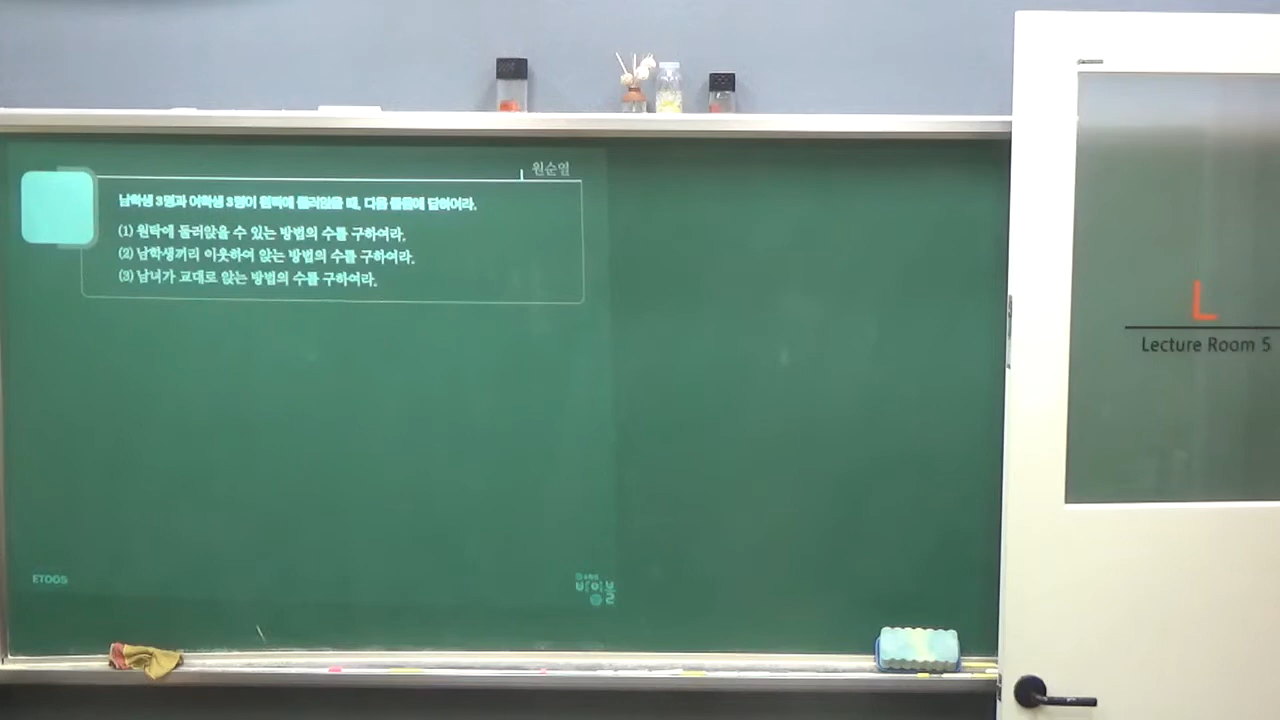 원순열
남학생 3명과 여학생 3명이 원탁에 둘러앉을 때, 다음 물음에 답하여라.
(1) 원탁에 둘러앉을 수 있는 방법의 수를 구하여라.
(2) 남학생끼리 이웃하여 앉는 방법의 수를 구하여라.
(3) 남녀가 교대로 앉는 방법의 수를 구하여라.
L
Lecture Room 5
ETOOS